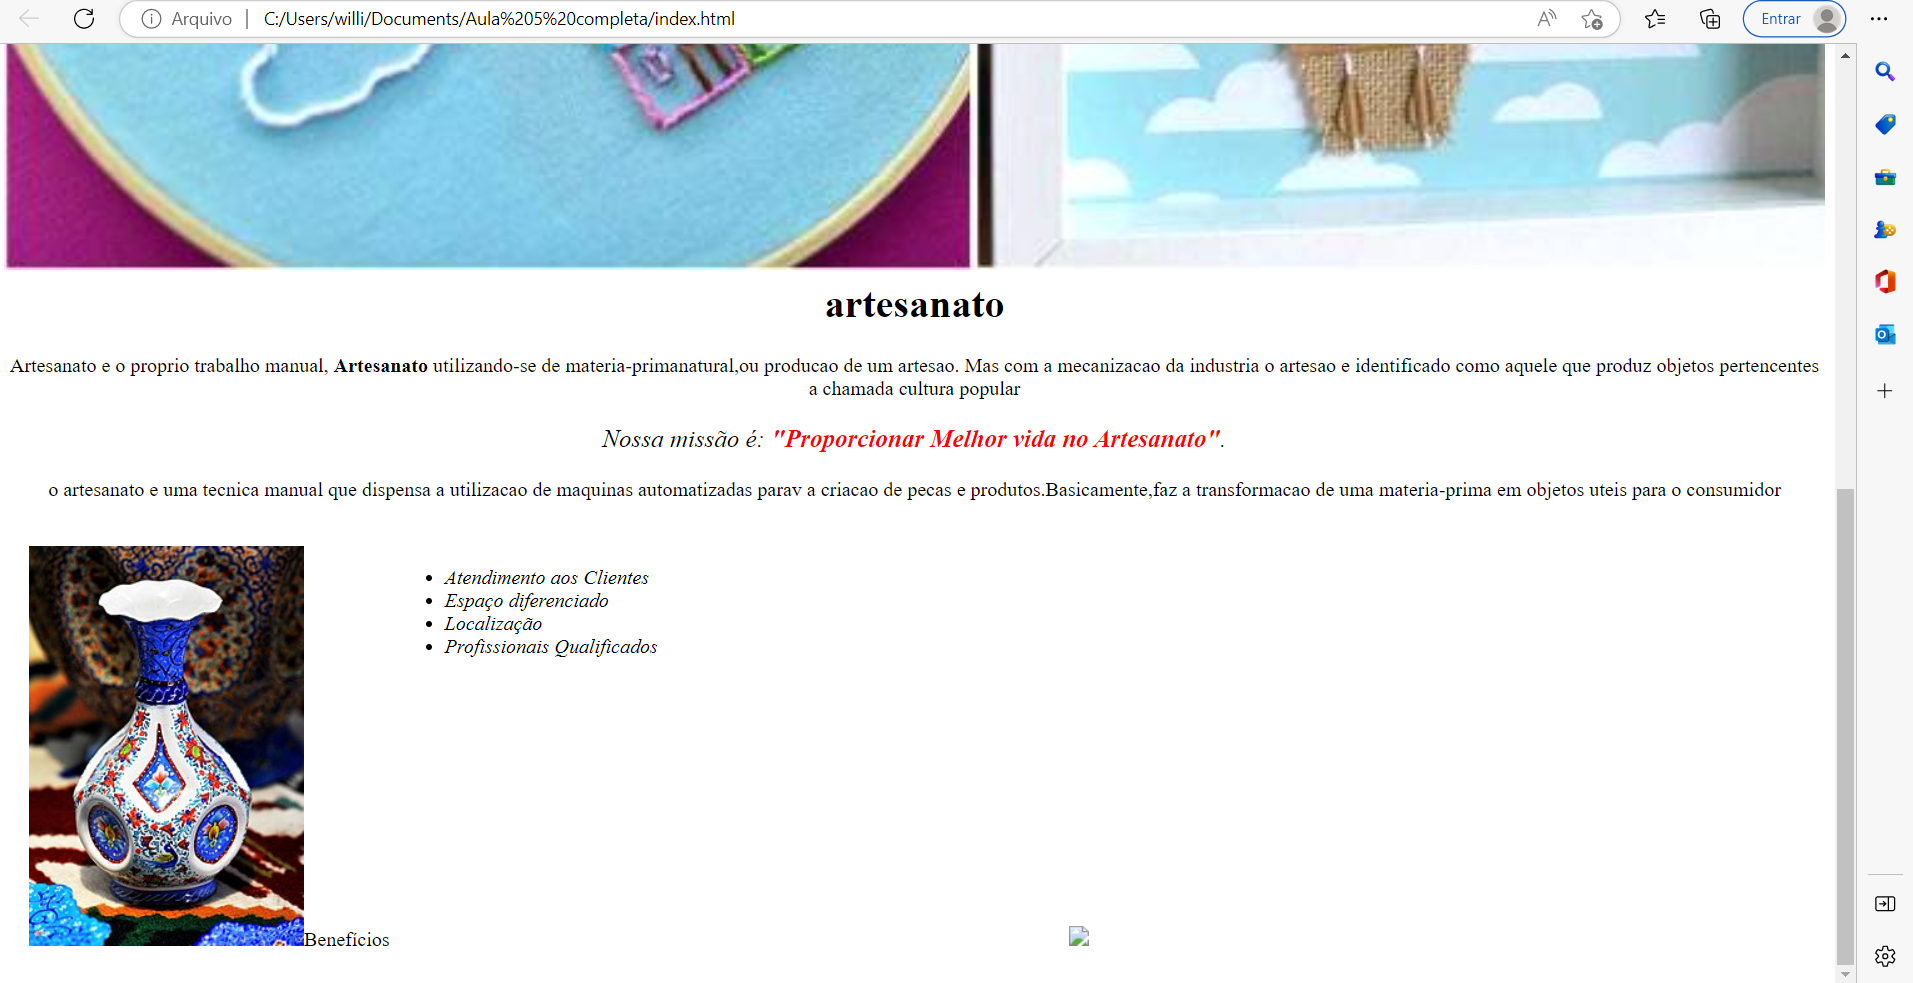 Arquivo
C:/Users/willi/Documents/Aula%205%20completa/index.html
Entrar
artesanato
Artesanato e o proprio trabalho manual, Artesanato utilizando-se de materia-primanatural,ou producao de um artesao. Mas com a mecanizacao da industria o artesao e identificado como aquele que produz objetos pertencentes
a chamada cultura popular
Nossa missão é: "Proporcionar Melhor vida no Artesanato".
o artesanato e uma tecnica manual que dispensa a utilizacao de maquinas automatizadas parav a criacao de pecas e produtos.Basicamente,faz a transformacao de uma materia-prima em objetos uteis para o consumidor
Atendimento aos Clientes
Espaço diferenciado
Localização
Profissionais Qualificados
Benefícios